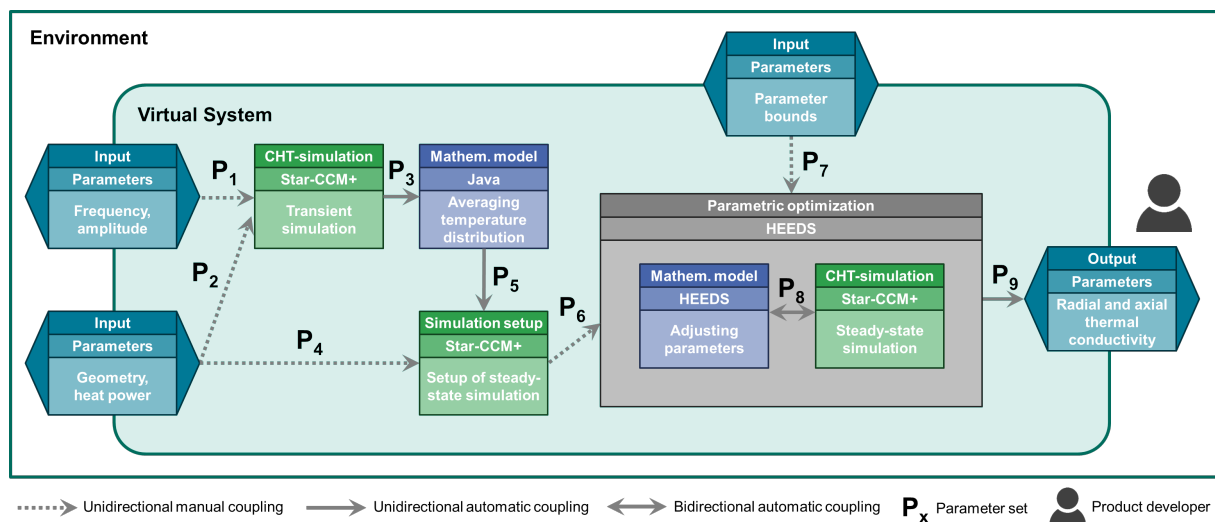 Environment
Virtual System
Input
Parameters
Frequency,
amplitude
P1
CHT-simulation
Star-CCM+
Transient
simulation
P3
Mathem. model
Java
Averaging
temperature
distribution
Input
Parameters
Parameter
bounds
P7
P2
P5
Input
Parameters
Geometry,
heat power
P4
Simulation setup
Star-CCM+
Setup of steady-
state simulation
P6
Parametric optimization
HEEDS
Mathem. model
HEEDS
Adjusting
parameters
P8
CHT-simulation
Star-CCM+
Steady-state
simulation
P9
Output
Parameters
Radial and axial
thermal
conductivity
Unidirectional manual coupling
Unidirectional automatic coupling
Bidirectional automatic coupling
Px Parameter set
Product developer